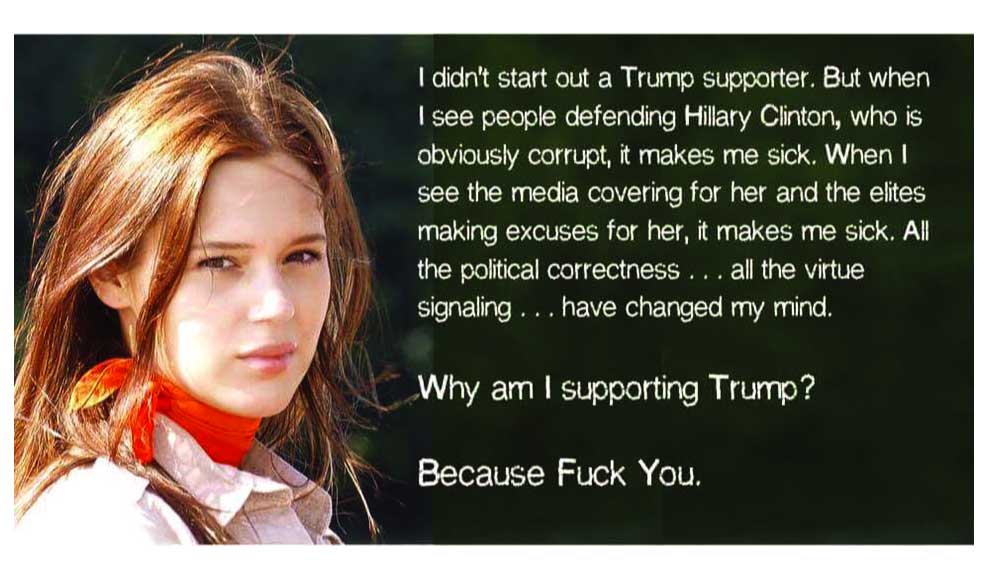 I didn't start out a Trump supporter. But when
I see people defending Hillary Clinton, who is
obviously corrupt, it makes me sick. When I
see the media covering for her and the elites
making excuses for her, it makes me sick. All
the political correctness . . . all the virtue
signaling . . . have changed my mind.
Why am I supporting Trump?
Because Fuck You.